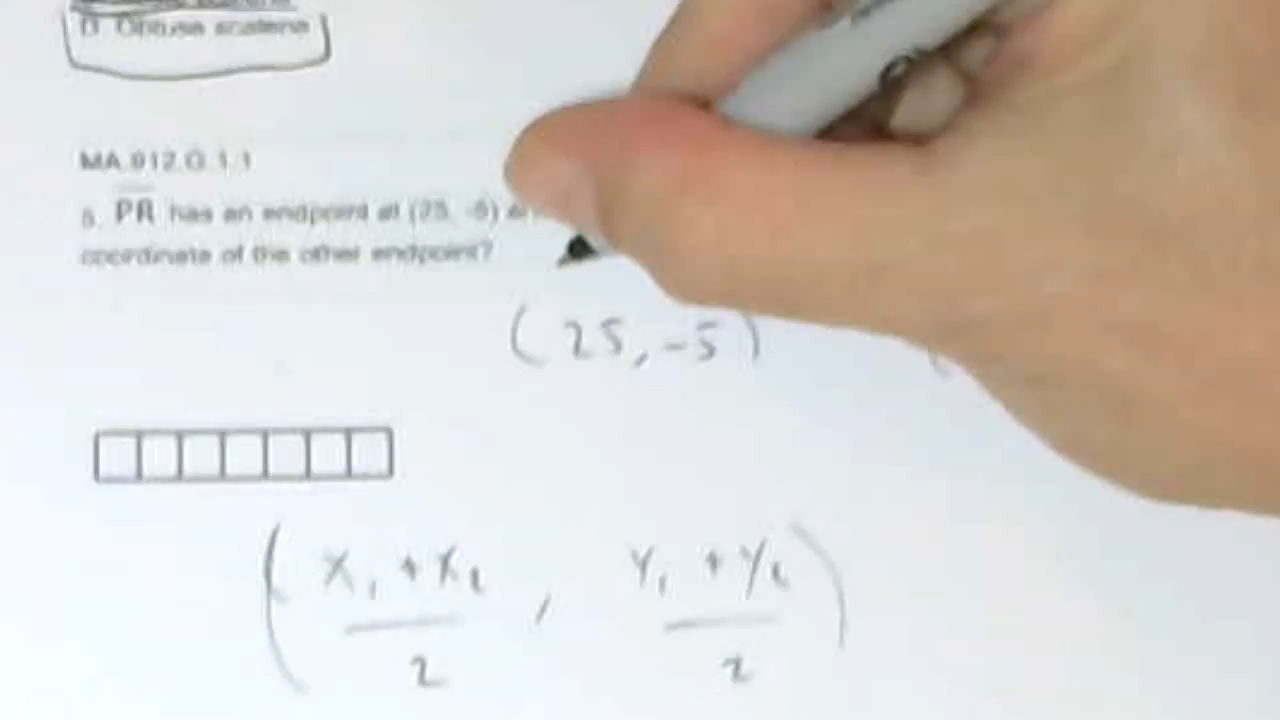 D. Obtuse scalene
MA.912.G.1.1
5. PR has an endpoint at (25, -5)
coordinate of the other endpoint?
(25, -5)
( x₁ + x₂ / 2 , y₁ + y₂ / 2 )